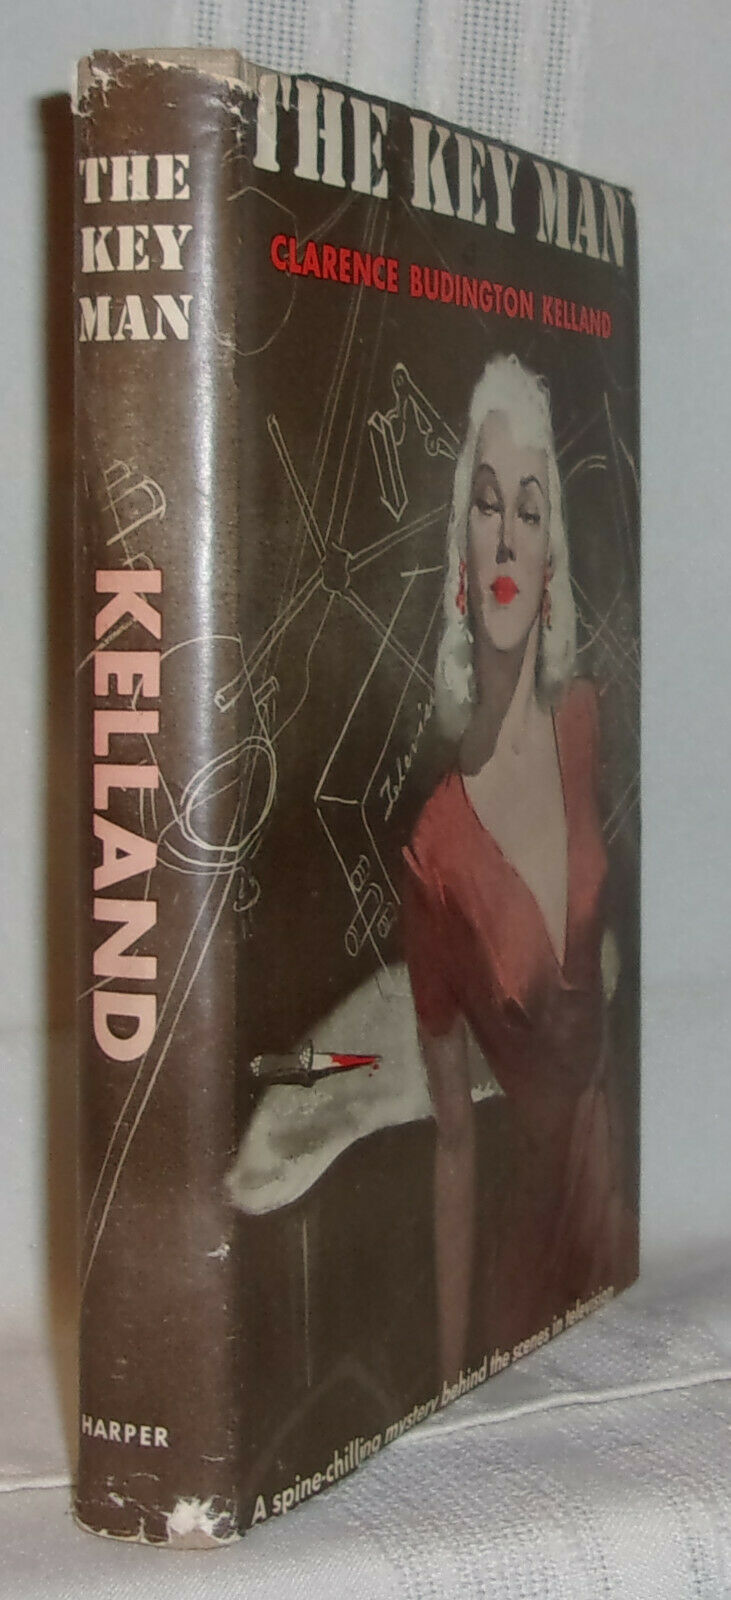 THE
KEY
MAN
KELLAND
HARPER
THE KEY MAN
CLARENCE BUDINGTON KELLAND
Televis
A spine-chilling mystery behind the scenes in television